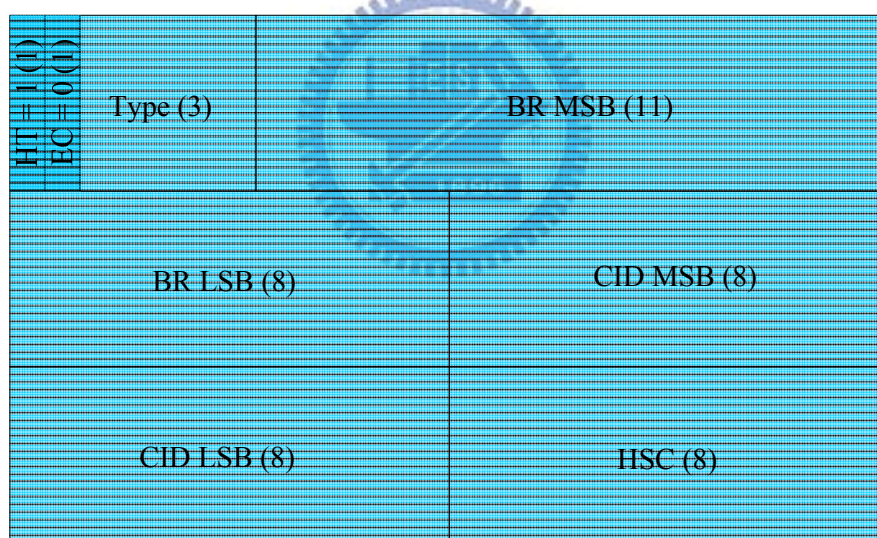 HT = 1 (1)
EC = 0 (1)
Type (3)
BR MSB (11)
BR LSB (8)
CID MSB (8)
CID LSB (8)
HSC (8)